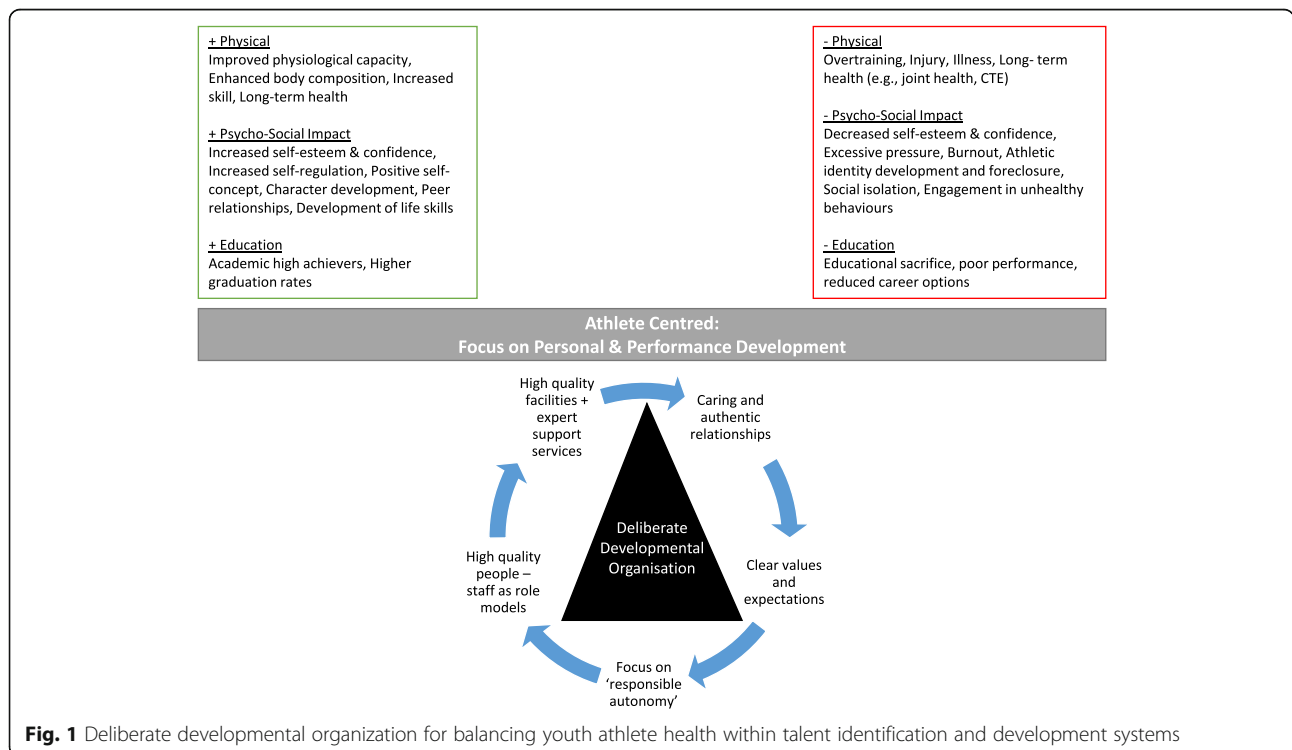 + Physical
Improved physiological capacity,
Enhanced body composition, Increased
skill, Long-term health
+ Psycho-Social Impact
Increased self-esteem & confidence,
Increased self-regulation, Positive self-
concept, Character development, Peer
relationships, Development of life skills
+ Education
Academic high achievers, Higher
graduation rates
- Physical
Overtraining, Injury, Illness, Long- term
health (e.g., joint health, CTE)
- Psycho-Social Impact
Decreased self-esteem & confidence,
Excessive pressure, Burnout, Athletic
identity development and foreclosure,
Social isolation, Engagement in unhealthy
behaviours
- Education
Educational sacrifice, poor performance,
reduced career options
Athlete Centred:
Focus on Personal & Performance Development
High quality
facilities +
expert
support
services
Caring and
authentic
relationships
Clear values
and
expectations
Focus on
‘responsible
autonomy’
High quality
people –
staff as role
models
Deliberate
Developmental
Organisation
Fig. 1 Deliberate developmental organization for balancing youth athlete health within talent identification and development systems